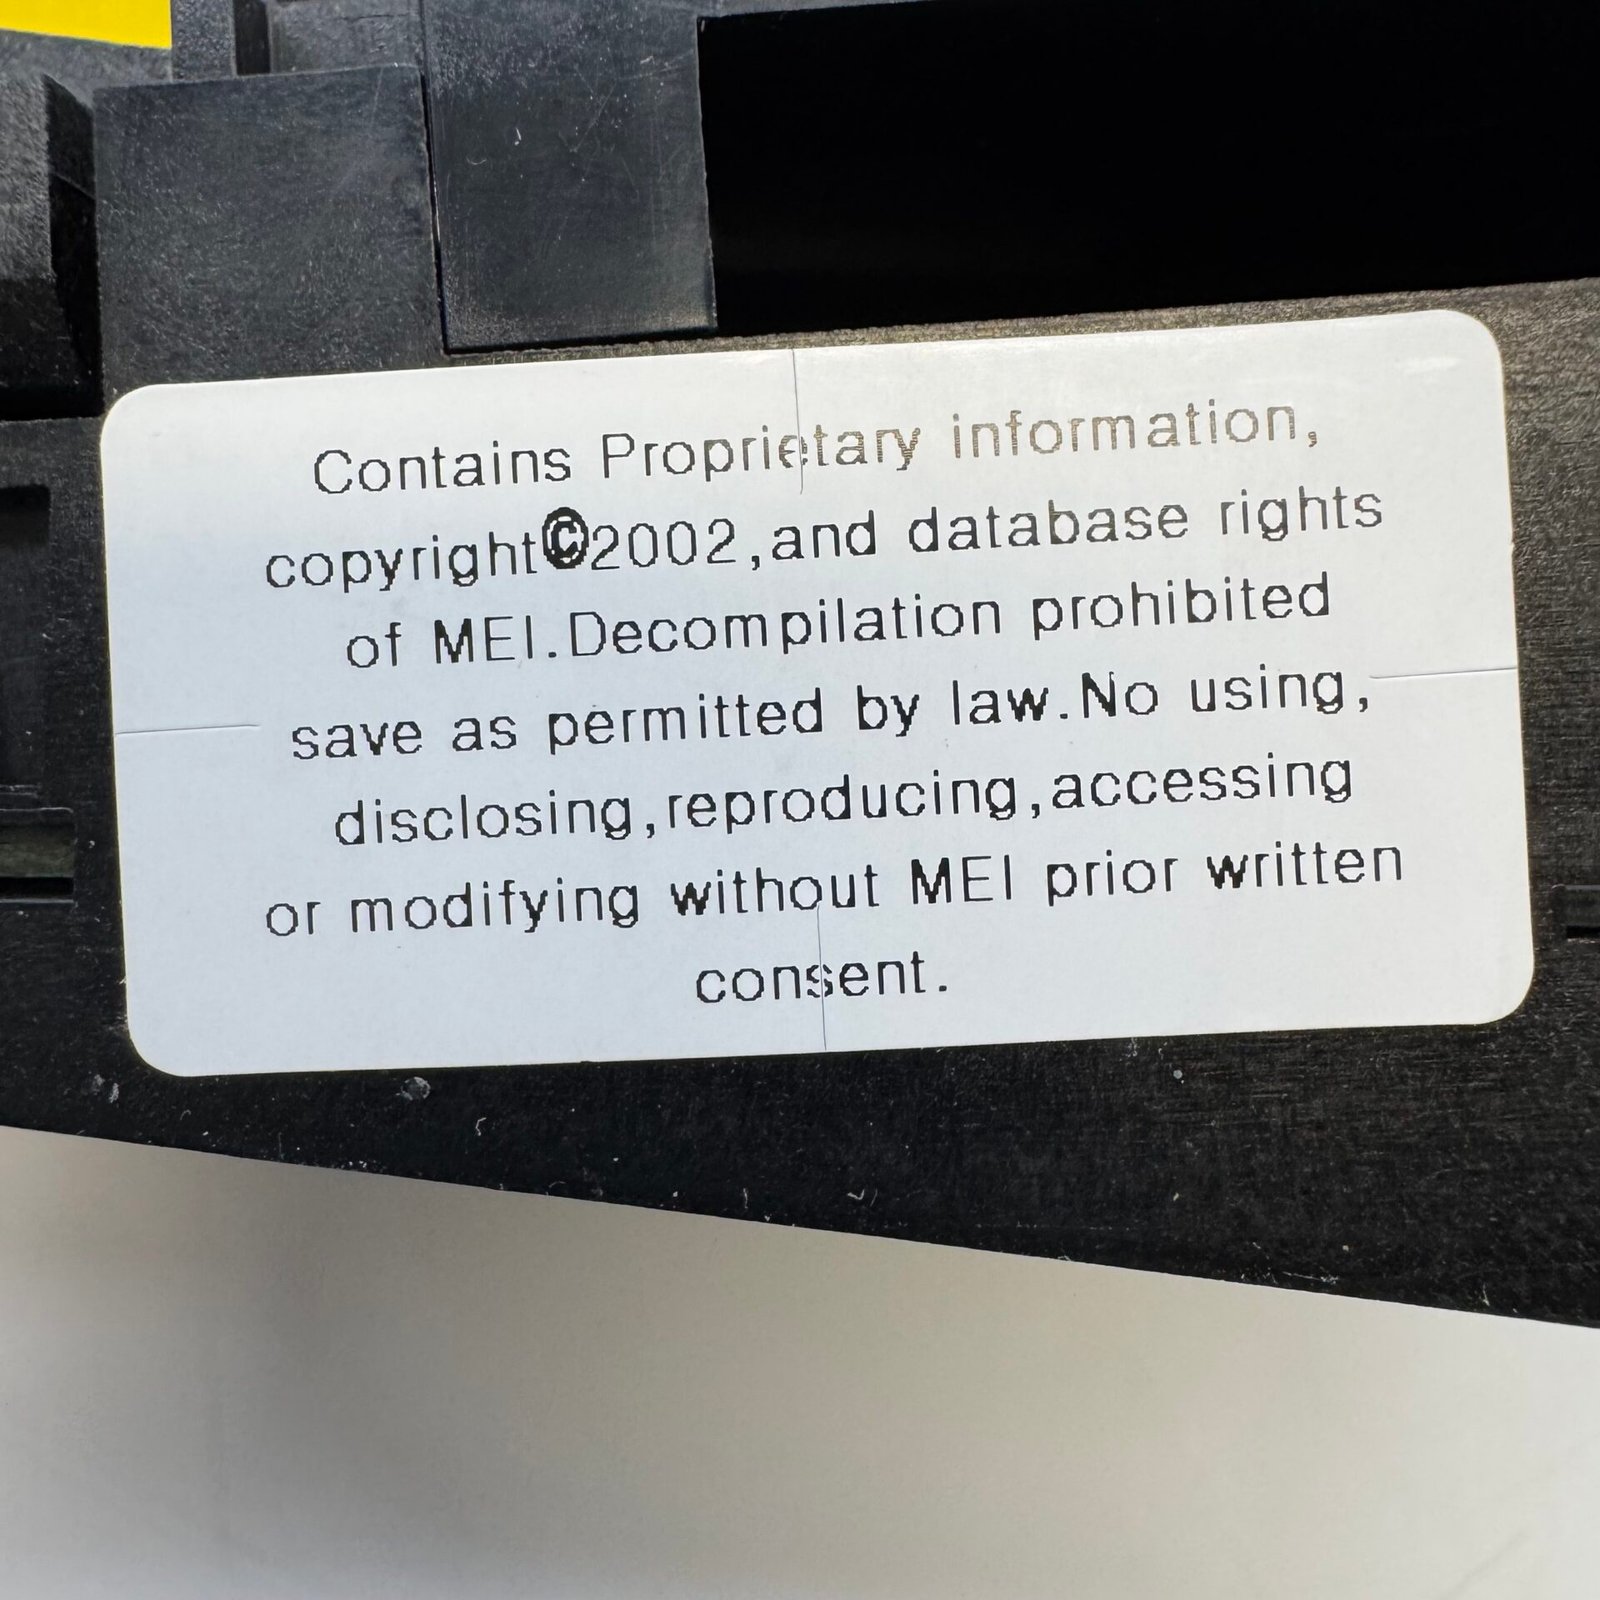 Contains Proprietary information,
copyright©2002,and database rights
of MEI.Decompilation prohibited
save as permitted by law.No using,
disclosing,reproducing,accessing
or modifying without MEI prior written
consent.